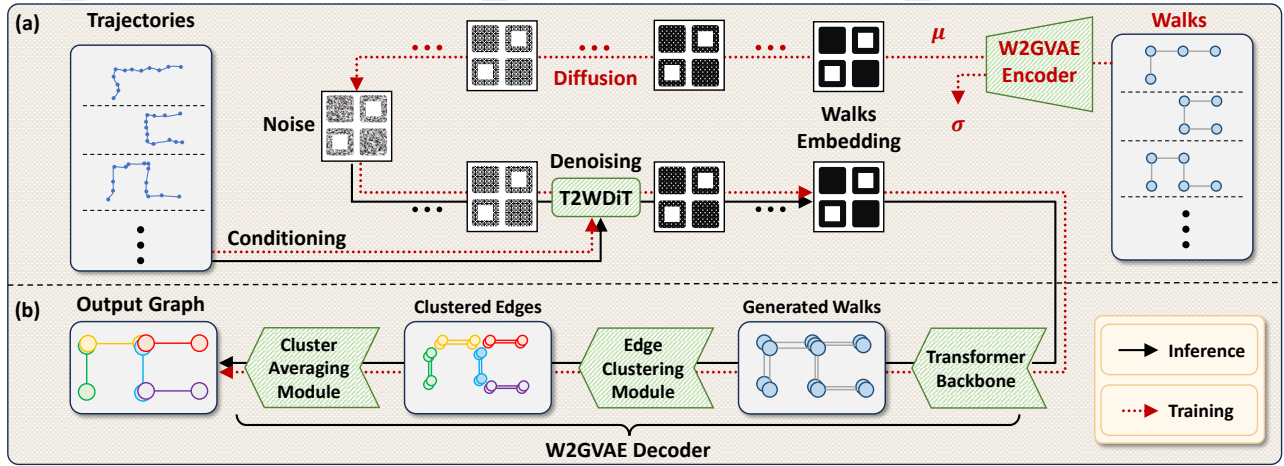 (a)
Trajectories
Walks
μ
W2GVAE
Encoder
Diffusion
σ
Noise
Walks
Embedding
Denoising
T2WDiT
Conditioning
(b)
Output Graph
Clustered Edges
Generated Walks
Cluster
Averaging
Module
Edge
Clustering
Module
Transformer
Backbone
Inference
Training
W2GVAE Decoder